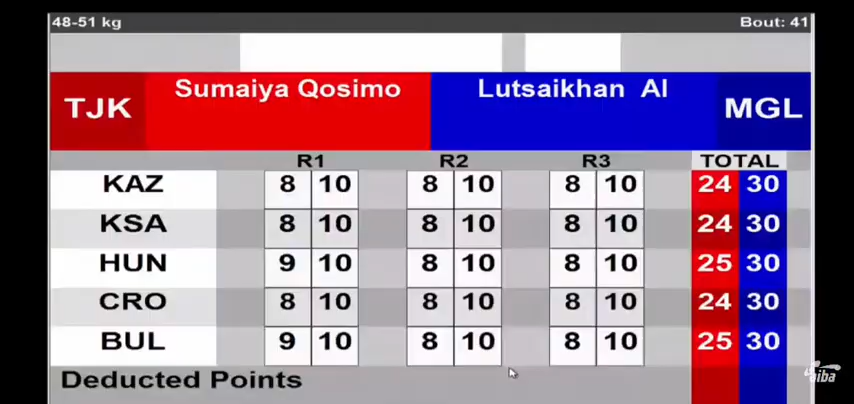 48-51 kg Bout: 41
TJK Sumaiya Qosimo Lutsaikhan Al MGL
R1 R2 R3 TOTAL
KAZ 8 10 8 10 8 10 24 30
KSA 8 10 8 10 8 10 24 30
HUN 9 10 8 10 8 10 25 30
CRO 8 10 8 10 8 10 24 30
BUL 9 10 8 10 8 10 25 30
Deducted Points
aiba